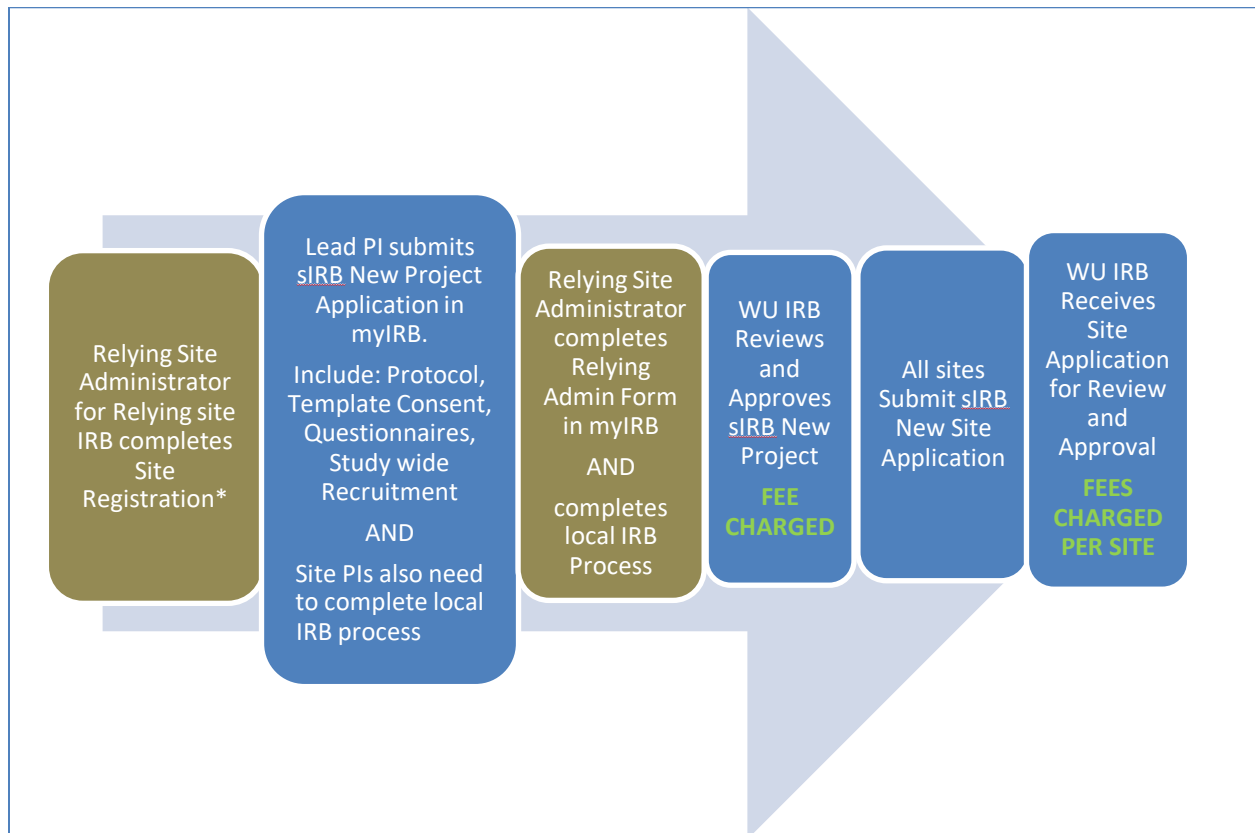 Relying Site
Administrator
for Relying site
IRB completes
Site
Registration*
Lead PI submits
sIRB New Project
Application in
myIRB.
Include: Protocol,
Template Consent,
Questionnaires,
Study wide
Recruitment
AND
Site PIs also need
to complete local
IRB process
Relying Site
Administrator
completes
Relying
Admin Form
in myIRB
AND
completes
local IRB
Process
WU IRB
Reviews
and
Approves
sIRB New
Project
FEE
CHARGED
All sites
Submit sIRB
New Site
Application
WU IRB
Receives
Site
Application
for Review
and
Approval
FEES
CHARGED
PER SITE